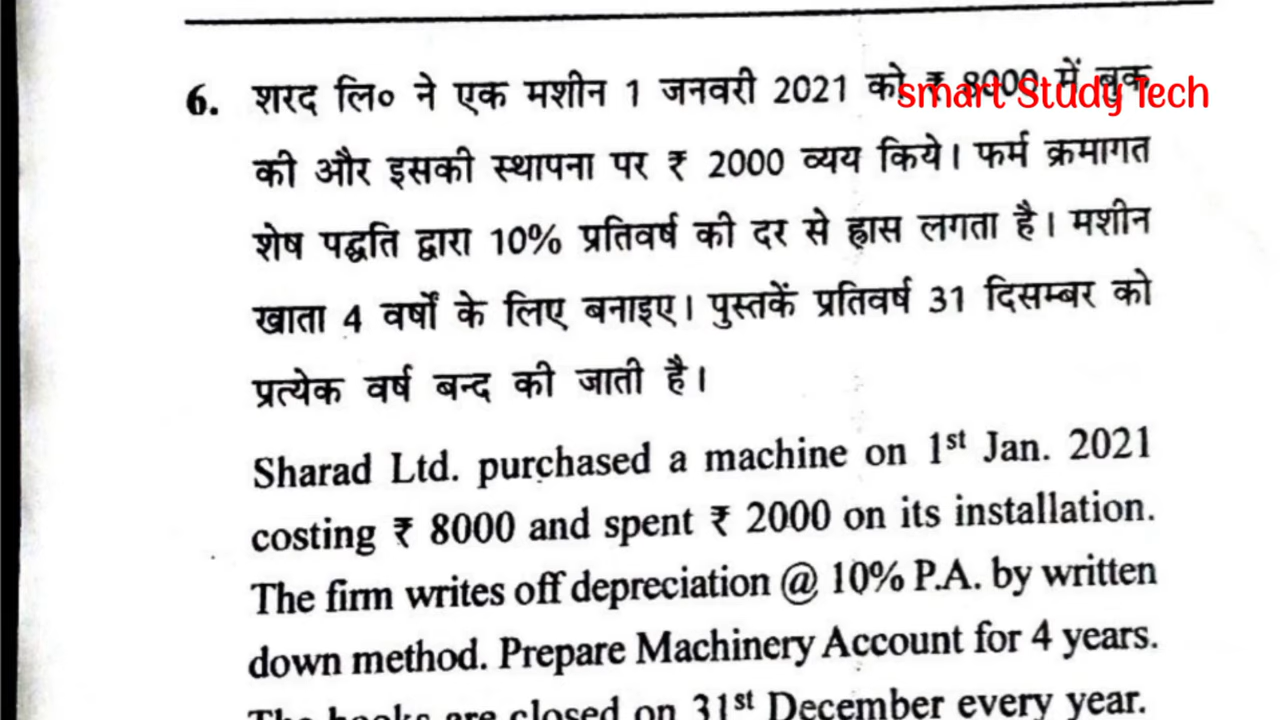 6. शरद लि० ने एक मशीन 1 जनवरी 2021 को ₹ 8000 में बुक
smart Study Tech
की और इसकी स्थापना पर ₹ 2000 व्यय किये। फर्म क्रमागत
शेष पद्धति द्वारा 10% प्रतिवर्ष की दर से ह्रास लगता है। मशीन
खाता 4 वर्षों के लिए बनाइए। पुस्तकें प्रतिवर्ष 31 दिसम्बर को
प्रत्येक वर्ष बन्द की जाती है।
Sharad Ltd. purchased a machine on 1st Jan. 2021
costing ₹ 8000 and spent ₹ 2000 on its installation.
The firm writes off depreciation @ 10% P.A. by written
down method. Prepare Machinery Account for 4 years.
The books are closed on 31st December every year.